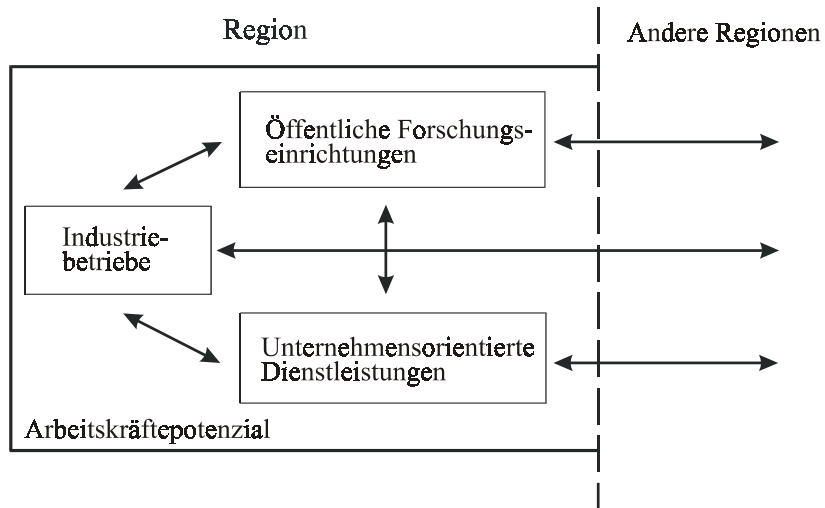 Region
Andere Regionen
Öffentliche Forschungs-
einrichtungen
Industrie-
betriebe
Unternehmensorientierte
Dienstleistungen
Arbeitskräftepotenzial